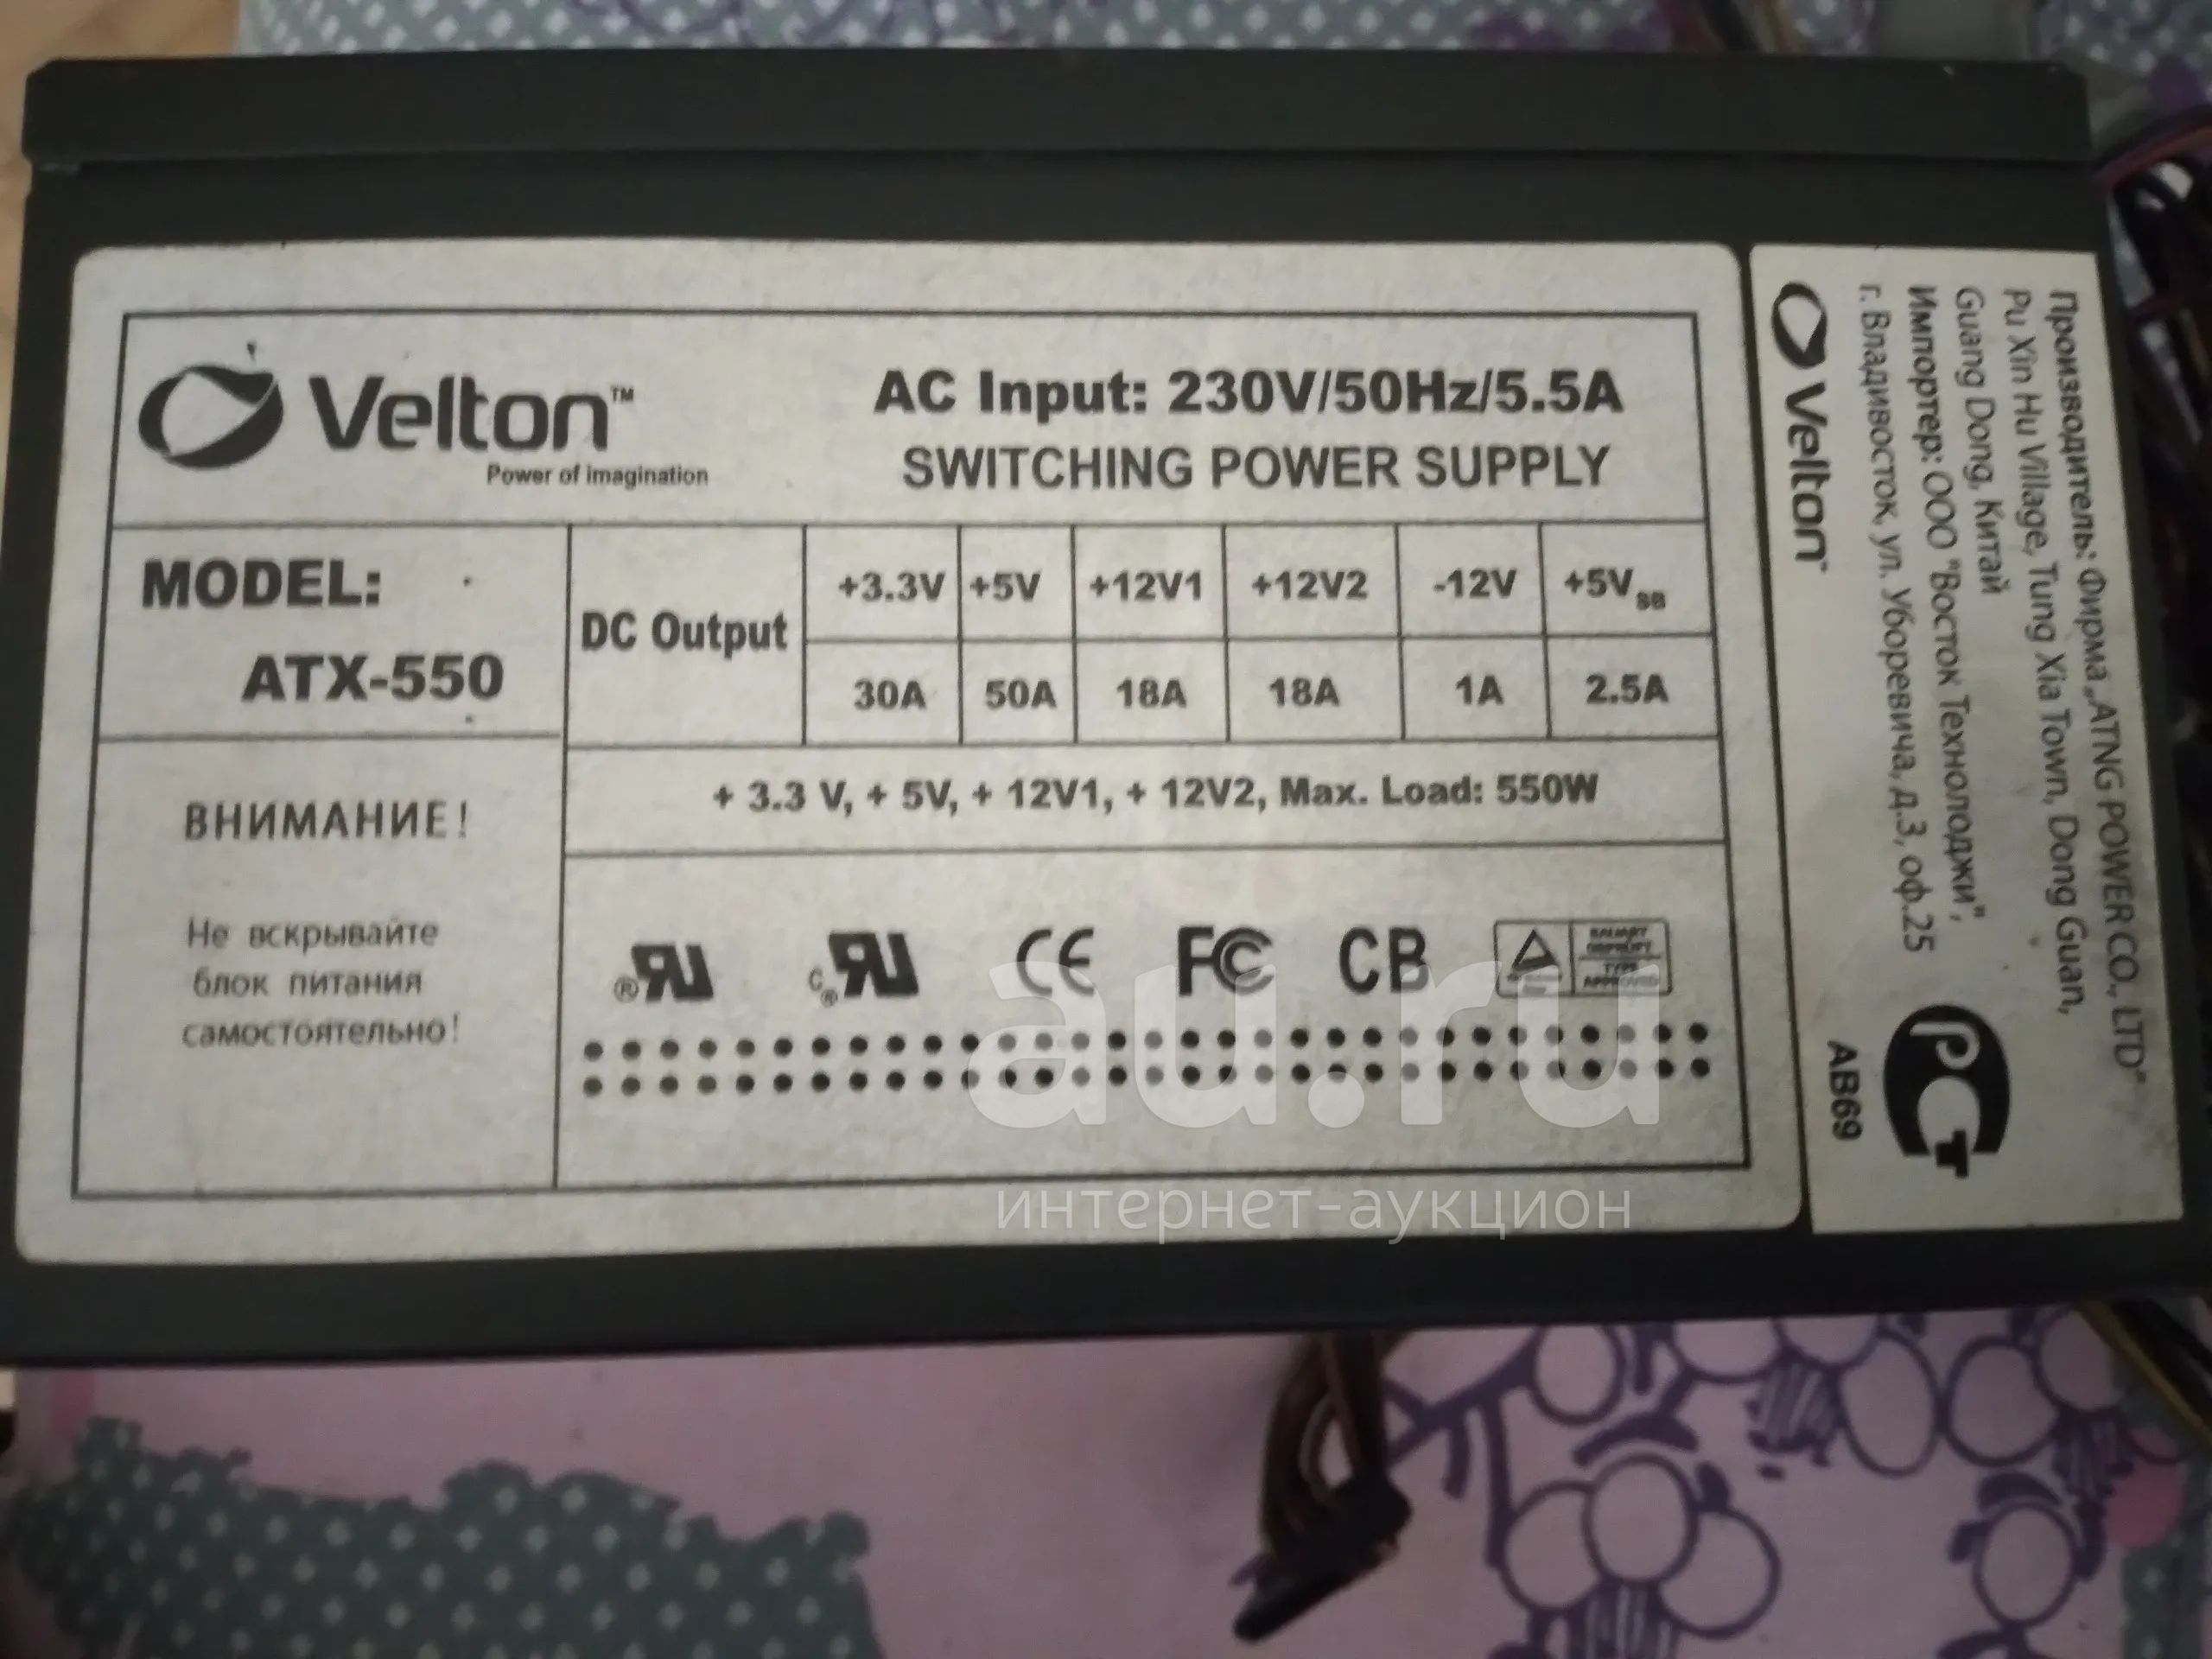 Velton™
Power of imagination
AC Input: 230V/50Hz/5.5A
SWITCHING POWER SUPPLY
MODEL:
ATX-550
DC Output
+3.3V +5V +12V1 +12V2 -12V +5VSB
30A 50A 18A 18A 1A 2.5A
+ 3.3 V, + 5V, + 12V1, + 12V2, Max. Load: 550W
ВНИМАНИЕ!
Не вскрывайте
блок питания
самостоятельно!
CE FC CB
Производитель: Фирма „ATNG POWER CO., LTD"
Pu Xin Hu Village, Tung Xia Town, Dong Guan,
Guang Dong, Китай
Импортер: ООО "Восток Технолоджи",
г. Владивосток, ул. Уборевича, д.3, оф.25
Velton
РСТ
АВ69
au.ru
интернет-аукцион